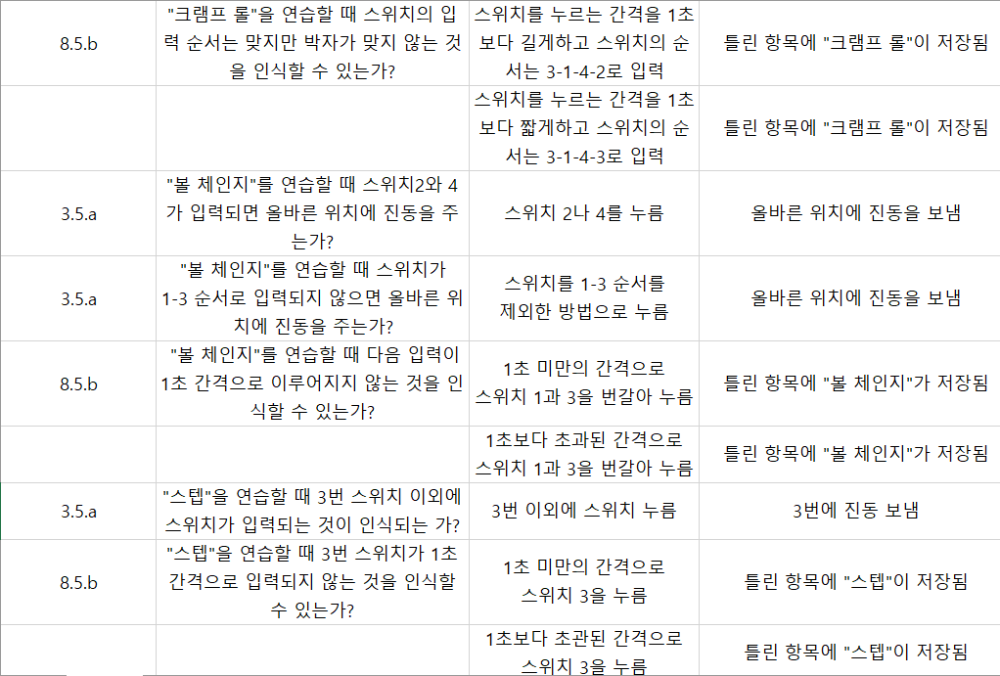 8.5.b
"크램프 롤"을 연습할 때 스위치의 입
력 순서는 맞지만 박자가 맞지 않는 것
을 인식할 수 있는가?
스위치를 누르는 간격을 1초
보다 길게하고 스위치의 순
서는 3-1-4-2로 입력
틀린 항목에 "크램프 롤"이 저장됨
스위치를 누르는 간격을 1초
보다 짧게하고 스위치의 순
서는 3-1-4-3로 입력
틀린 항목에 "크램프 롤"이 저장됨
3.5.a
"볼 체인지"를 연습할 때 스위치2와 4
가 입력되면 올바른 위치에 진동을 주
는가?
스위치 2나 4를 누름
올바른 위치에 진동을 보냄
3.5.a
"볼 체인지"를 연습할 때 스위치가
1-3 순서로 입력되지 않으면 올바른 위
치에 진동을 주는가?
스위치를 1-3 순서를
제외한 방법으로 누름
올바른 위치에 진동을 보냄
8.5.b
"볼 체인지"를 연습할 때 다음 입력이
1초 간격으로 이루어지지 않는 것을 인
식할 수 있는가?
1초 미만의 간격으로
스위치 1과 3을 번갈아 누름
틀린 항목에 "볼 체인지"가 저장됨
1초보다 초과된 간격으로
스위치 1과 3을 번갈아 누름
틀린 항목에 "볼 체인지"가 저장됨
3.5.a
"스텝"을 연습할 때 3번 스위치 이외에
스위치가 입력되는 것이 인식되는 가?
3번 이외에 스위치 누름
3번에 진동 보냄
8.5.b
"스텝"을 연습할 때 3번 스위치가 1초
간격으로 입력되지 않는 것을 인식할
수 있는가?
1초 미만의 간격으로
스위치 3을 누름
틀린 항목에 "스텝"이 저장됨
1초보다 초관된 간격으로
스위치 3을 누름
틀린 항목에 "스텝"이 저장됨